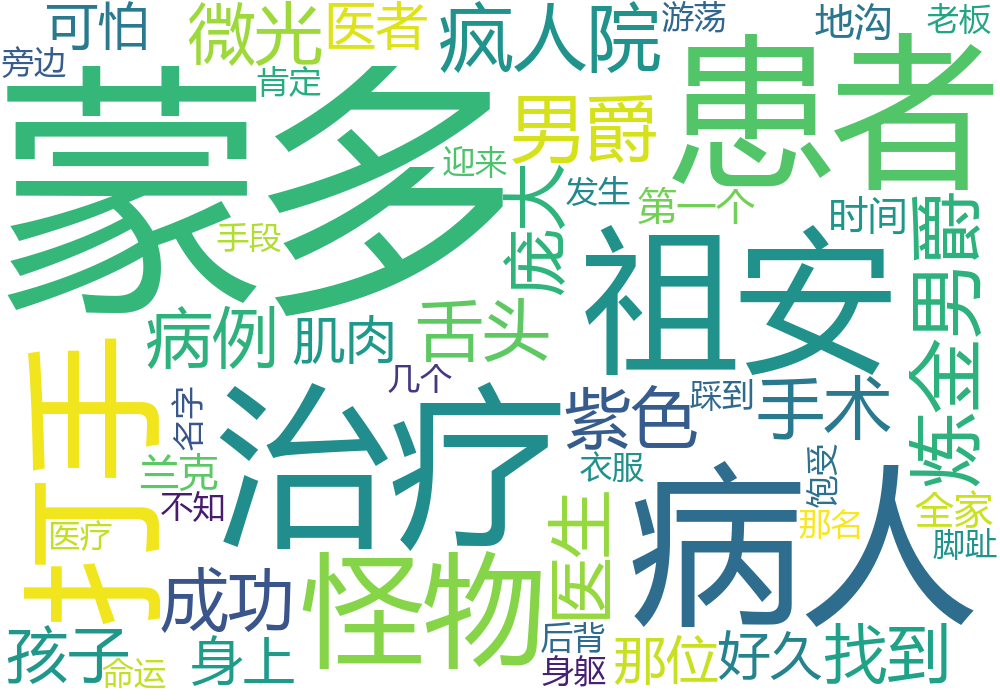 可怕
微光
医者
疯人院
游荡
地沟
老板
旁边
肯定
蒙多
患者
男爵
迎来
庞大
发生
第一个
时间
手段
祖安
炼金男爵
病例
肌肉
舌头
几个
打手
治疗
名字
紫色
踩到
手术
兰克
不知
衣服
饱受
病人
医疗
医生
那名
全家
脚趾
成功
怪物
孩子
命运
身上
后背
身躯
那位
好久
找到